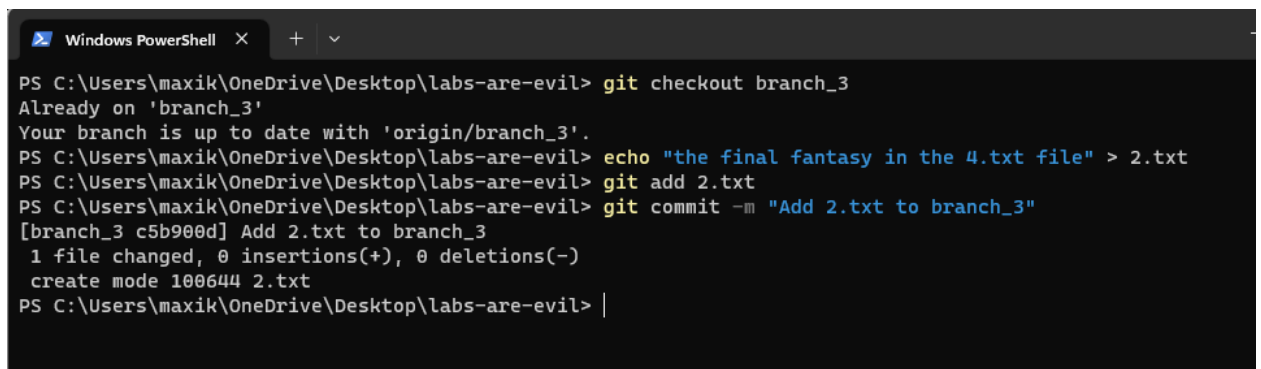 Windows PowerShell
PS C:\Users\maxik\OneDrive\Desktop\labs-are-evil> git checkout branch_3
Already on 'branch_3'
Your branch is up to date with 'origin/branch_3'.
PS C:\Users\maxik\OneDrive\Desktop\labs-are-evil> echo "the final fantasy in the 4.txt file" > 2.txt
PS C:\Users\maxik\OneDrive\Desktop\labs-are-evil> git add 2.txt
PS C:\Users\maxik\OneDrive\Desktop\labs-are-evil> git commit -m "Add 2.txt to branch_3"
[branch_3 c5b900d] Add 2.txt to branch_3
 1 file changed, 0 insertions(+), 0 deletions(-)
 create mode 100644 2.txt
PS C:\Users\maxik\OneDrive\Desktop\labs-are-evil>